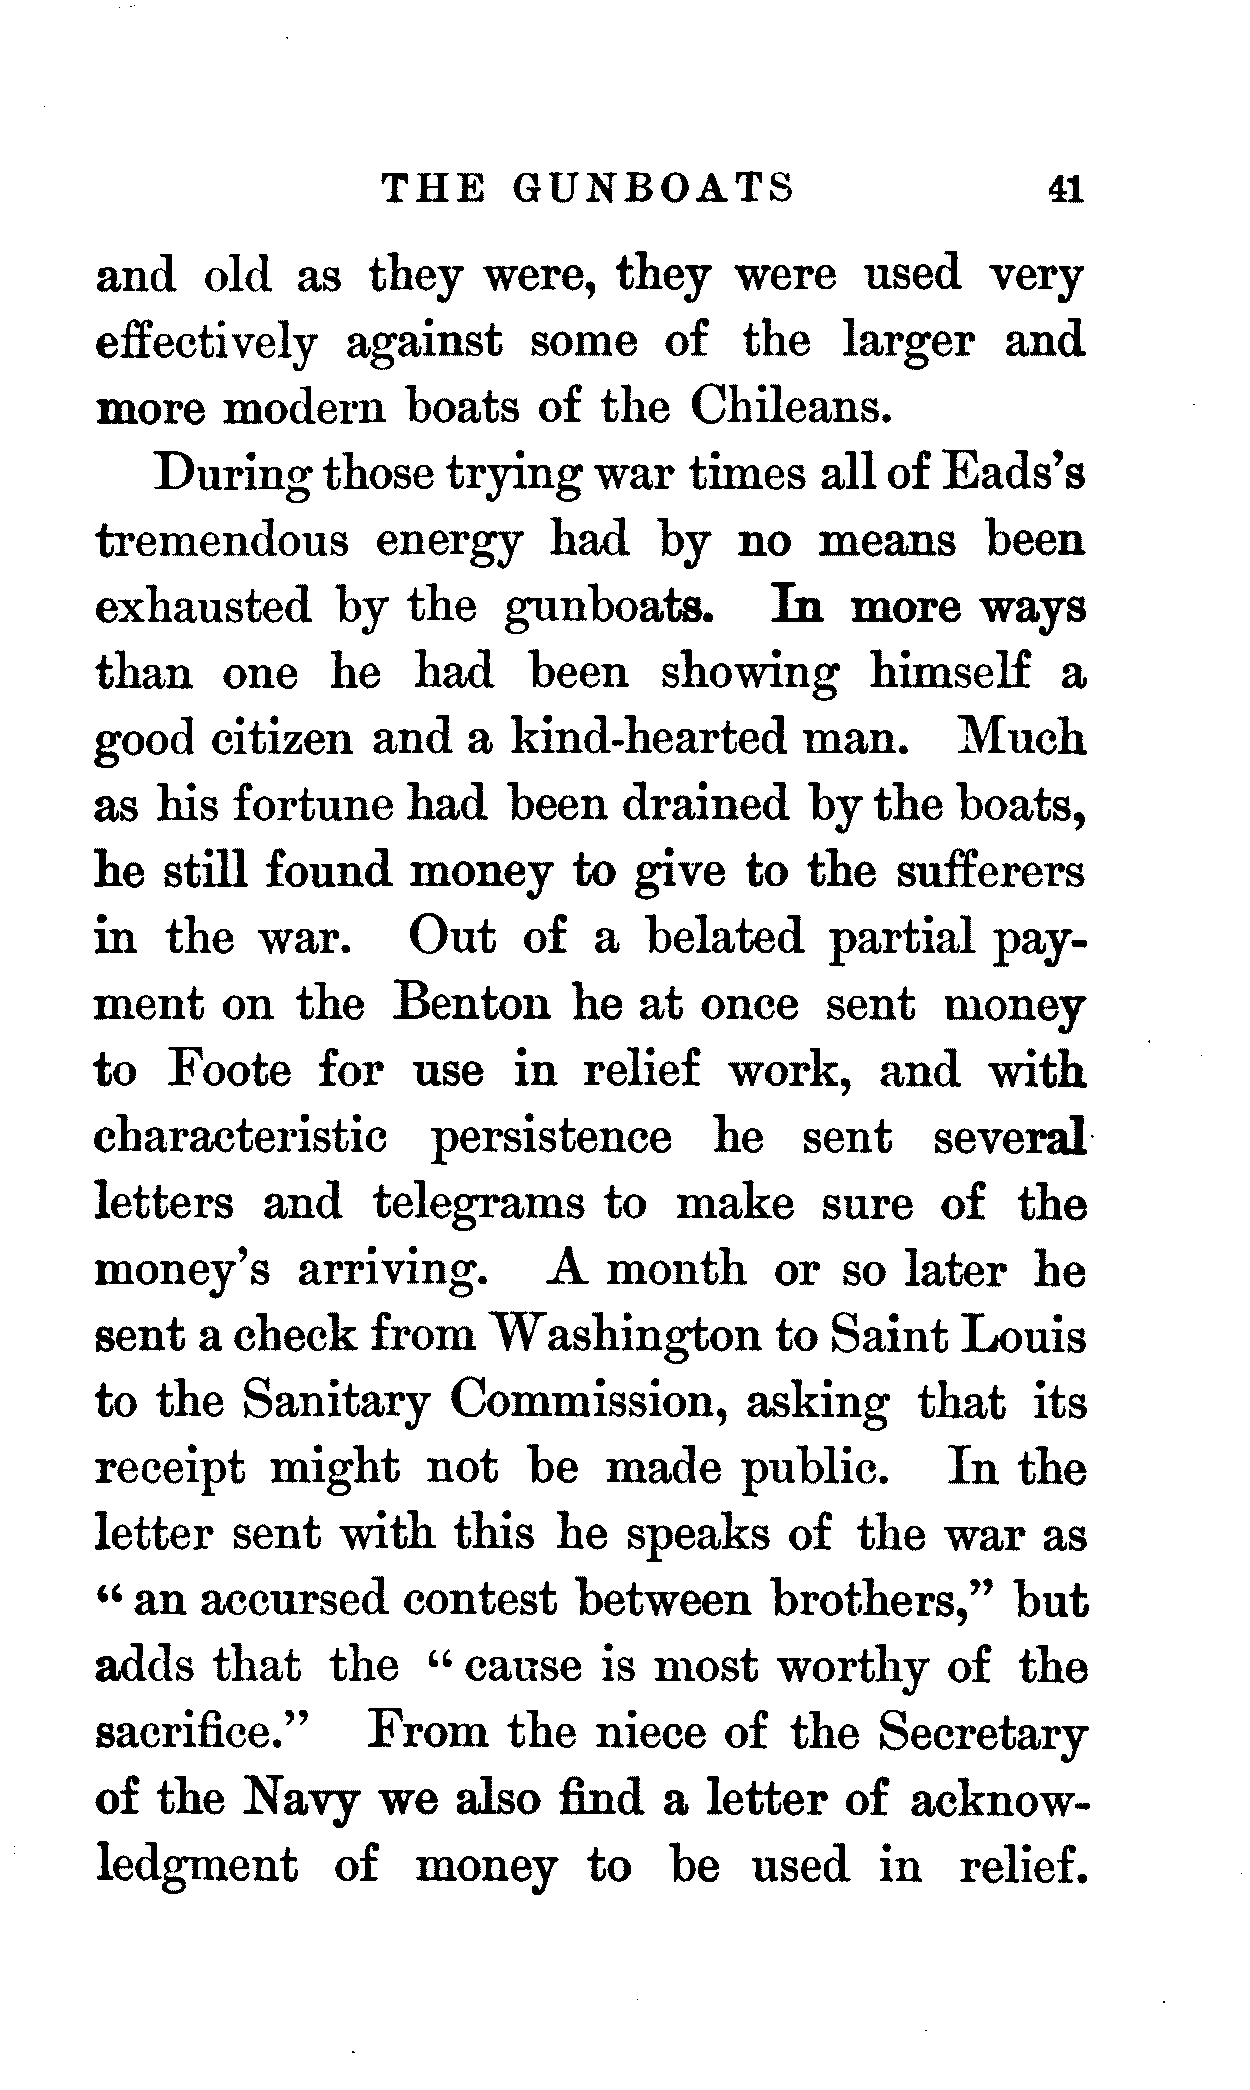 THE GUNBOATS 41
and old as they were, they were used very
effectively against some of the larger and
more modern boats of the Chileans.
During those trying war times all of Eads's
tremendous energy had by no means been
exhausted by the gunboats. In more ways
than one he had been showing himself a
good citizen and a kind-hearted man. Much
as his fortune had been drained by the boats,
he still found money to give to the sufferers
in the war. Out of a belated partial pay-
ment on the Benton he at once sent money
to Foote for use in relief work, and with
characteristic persistence he sent several
letters and telegrams to make sure of the
money's arriving. A month or so later he
sent a check from Washington to Saint Louis
to the Sanitary Commission, asking that its
receipt might not be made public. In the
letter sent with this he speaks of the war as
“ an accursed contest between brothers,” but
adds that the “ cause is most worthy of the
sacrifice.” From the niece of the Secretary
of the Navy we also find a letter of acknow-
ledgment of money to be used in relief.